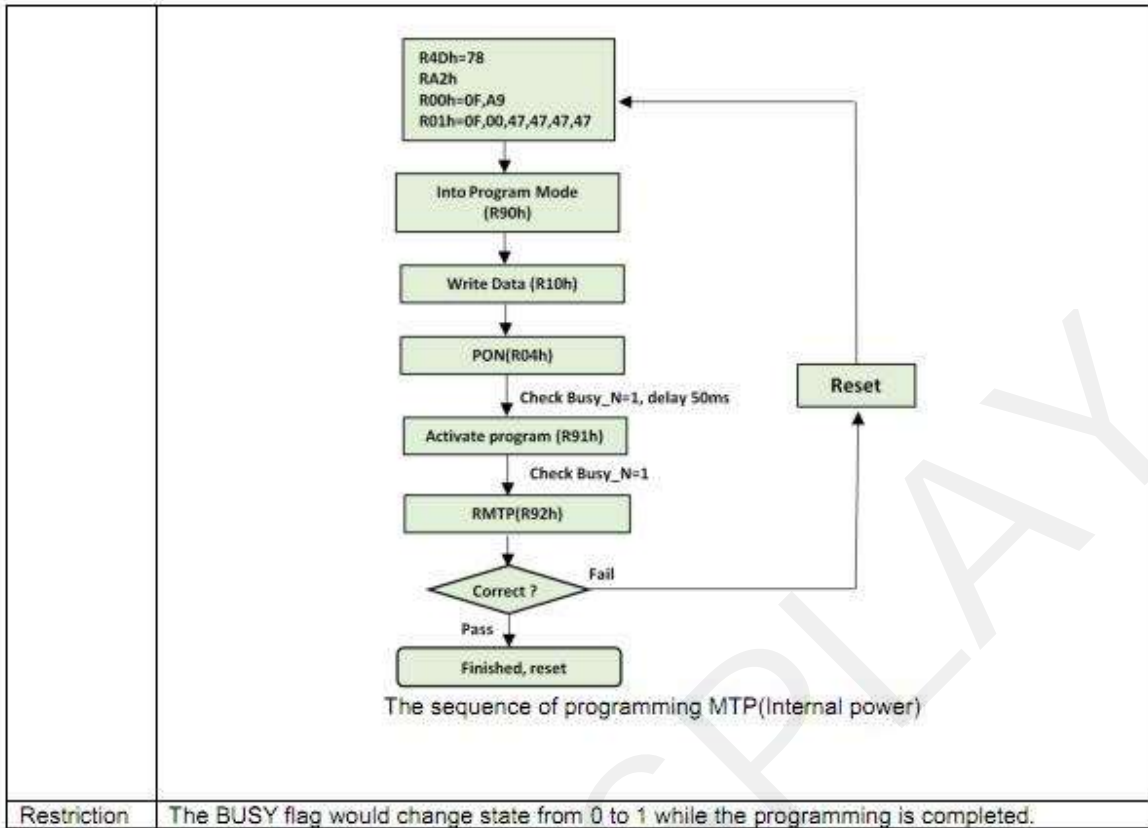 R4Dh=78
RA2h
R00h=0F,A9
R01h=0F,00,47,47,47,47
Into Program Mode
(R90h)
Write Data (R10h)
PON(R04h)
Check Busy_N=1, delay 50ms
Activate program (R91h)
Check Busy_N=1
RMTP(R92h)
Correct ?
Fail
Reset
Pass
Finished, reset
The sequence of programming MTP(Internal power)
Restriction The BUSY flag would change state from 0 to 1 while the programming is completed.
SPLAY